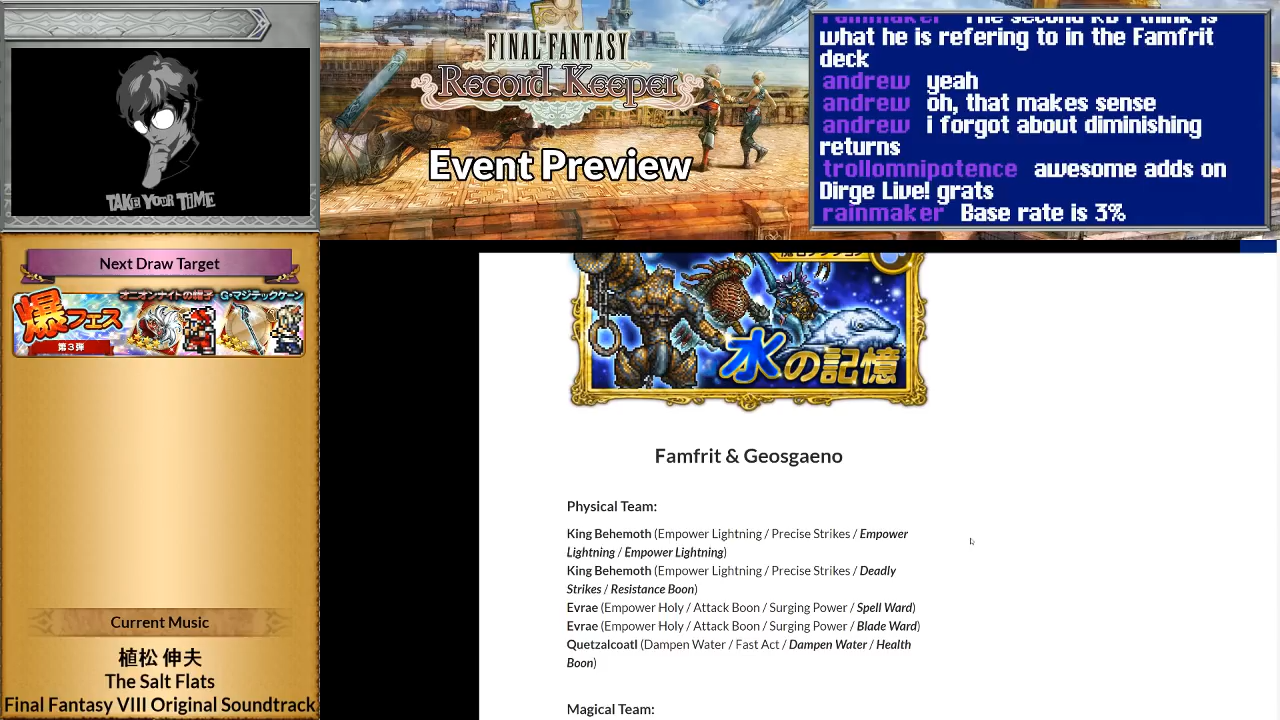 TAKE YOUR TIME
FINAL FANTASY
Record Keeper
Event Preview
rainmaker The second RD I think is
what he is refering to in the Famfrit
deck
andrew yeah
andrew oh, that makes sense
andrew i forgot about diminishing
returns
trollomnipotence awesome adds on
Dirge Live! grats
rainmaker Base rate is 3%
Next Draw Target
オニオンナイトの帽子 G・マジテックケーン
爆フェス
第3弾
Current Music
植松 伸夫
The Salt Flats
Final Fantasy VIII Original Soundtrack
水の記憶
Famfrit & Geosgaeno
Physical Team:
King Behemoth (Empower Lightning / Precise Strikes / Empower
Lightning / Empower Lightning)
King Behemoth (Empower Lightning / Precise Strikes / Deadly
Strikes / Resistance Boon)
Evrae (Empower Holy / Attack Boon / Surging Power / Spell Ward)
Evrae (Empower Holy / Attack Boon / Surging Power / Blade Ward)
Quetzalcoatl (Dampen Water / Fast Act / Dampen Water / Health
Boon)
Magical Team: